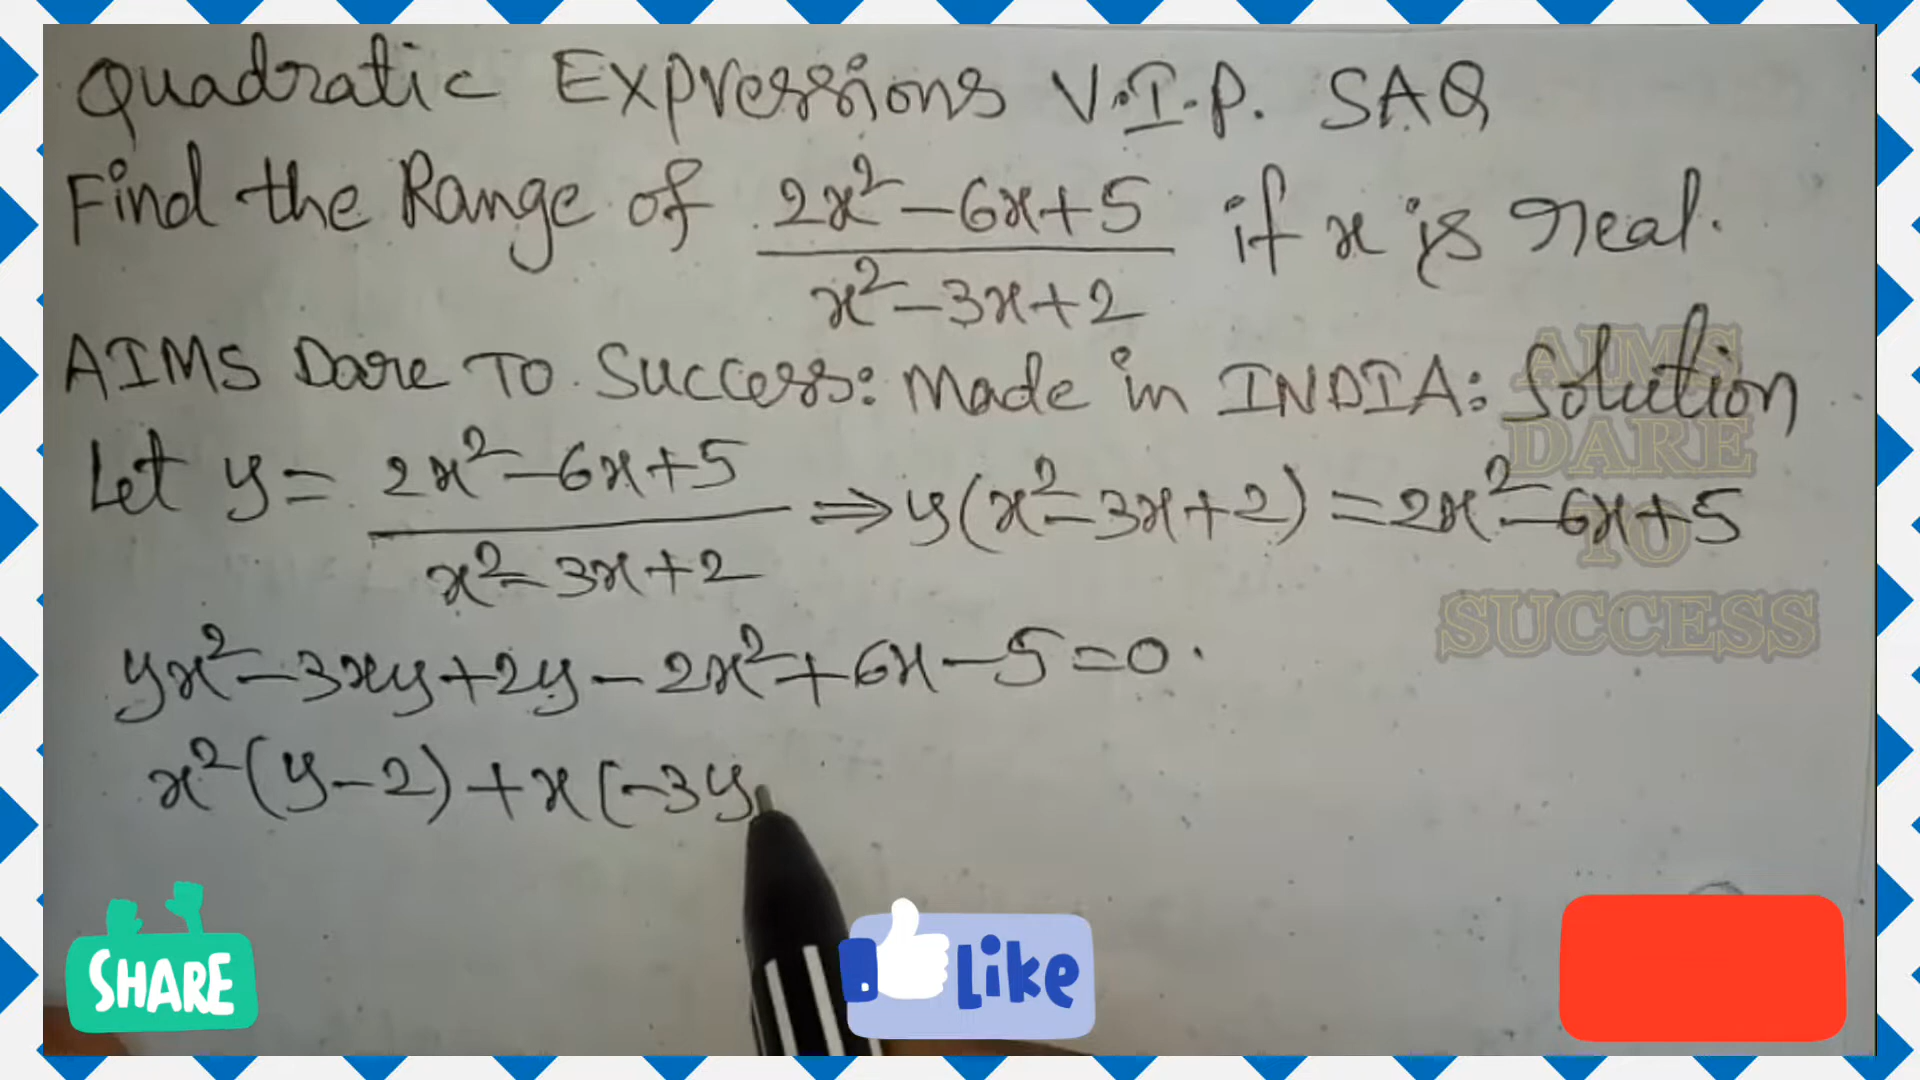 Quadratic Expressions V.I.P. SAQ
Find the Range of 2x²-6x+5 / x²-3x+2 if x is real.
AIMS Dare To Success: Made in INDIA: Solution
Let y = 2x²-6x+5 / x²-3x+2 ⇒ y(x²-3x+2) = 2x²-6x+5
yx²-3xy+2y-2x²+6x-5=0.
x²(y-2)+x(-3y
AIMS
DARE
TO
SUCCESS
SHARE
Like